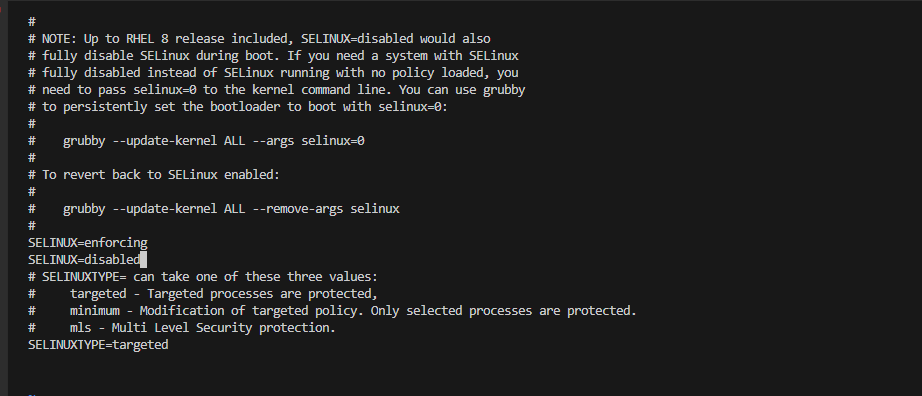 #
# NOTE: Up to RHEL 8 release included, SELINUX=disabled would also
# fully disable SELinux during boot. If you need a system with SELinux
# fully disabled instead of SELinux running with no policy loaded, you
# need to pass selinux=0 to the kernel command line. You can use grubby
# to persistently set the bootloader to boot with selinux=0:
#
#    grubby --update-kernel ALL --args selinux=0
#
# To revert back to SELinux enabled:
#
#    grubby --update-kernel ALL --remove-args selinux
#
SELINUX=enforcing
SELINUX=disabled
# SELINUXTYPE= can take one of these three values:
#     targeted - Targeted processes are protected,
#     minimum - Modification of targeted policy. Only selected processes are protected.
#     mls - Multi Level Security protection.
SELINUXTYPE=targeted